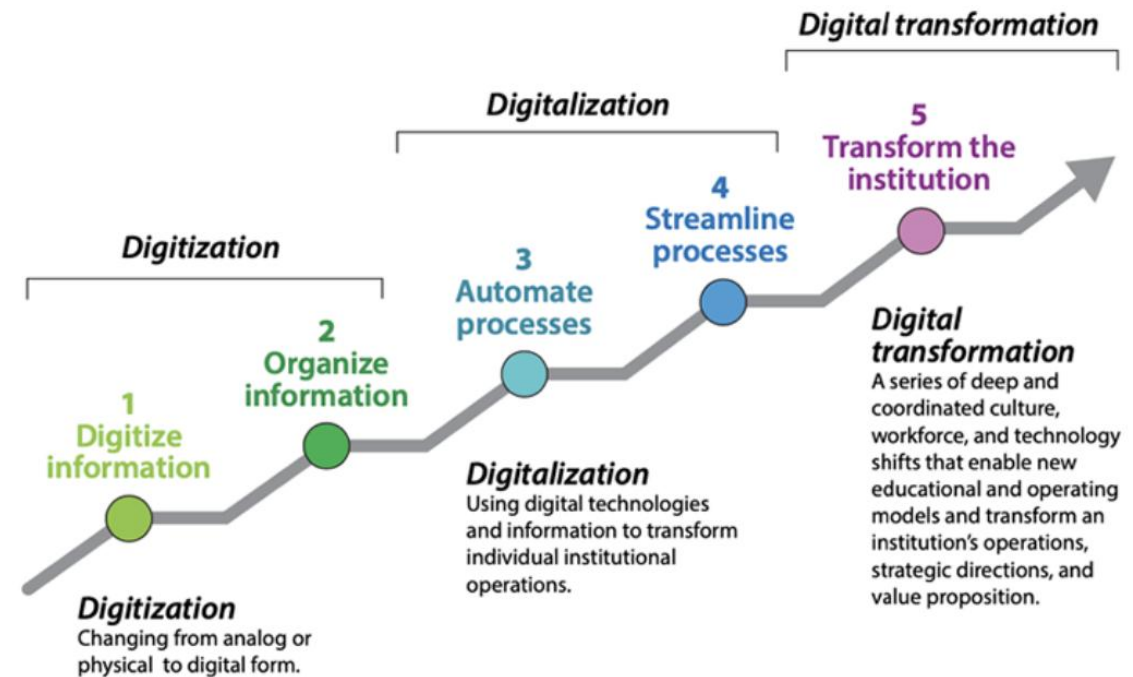 Digital transformation
Digitalization
5
Transform the
institution
4
Streamline
processes
Digitization
3
Automate
processes
2
Organize
information
1
Digitize
information
Digital
transformation
A series of deep and
coordinated culture,
workforce, and technology
shifts that enable new
educational and operating
models and transform an
institution's operations,
strategic directions, and
value proposition.
Digitalization
Using digital technologies
and information to transform
individual institutional
operations.
Digitization
Changing from analog or
physical to digital form.